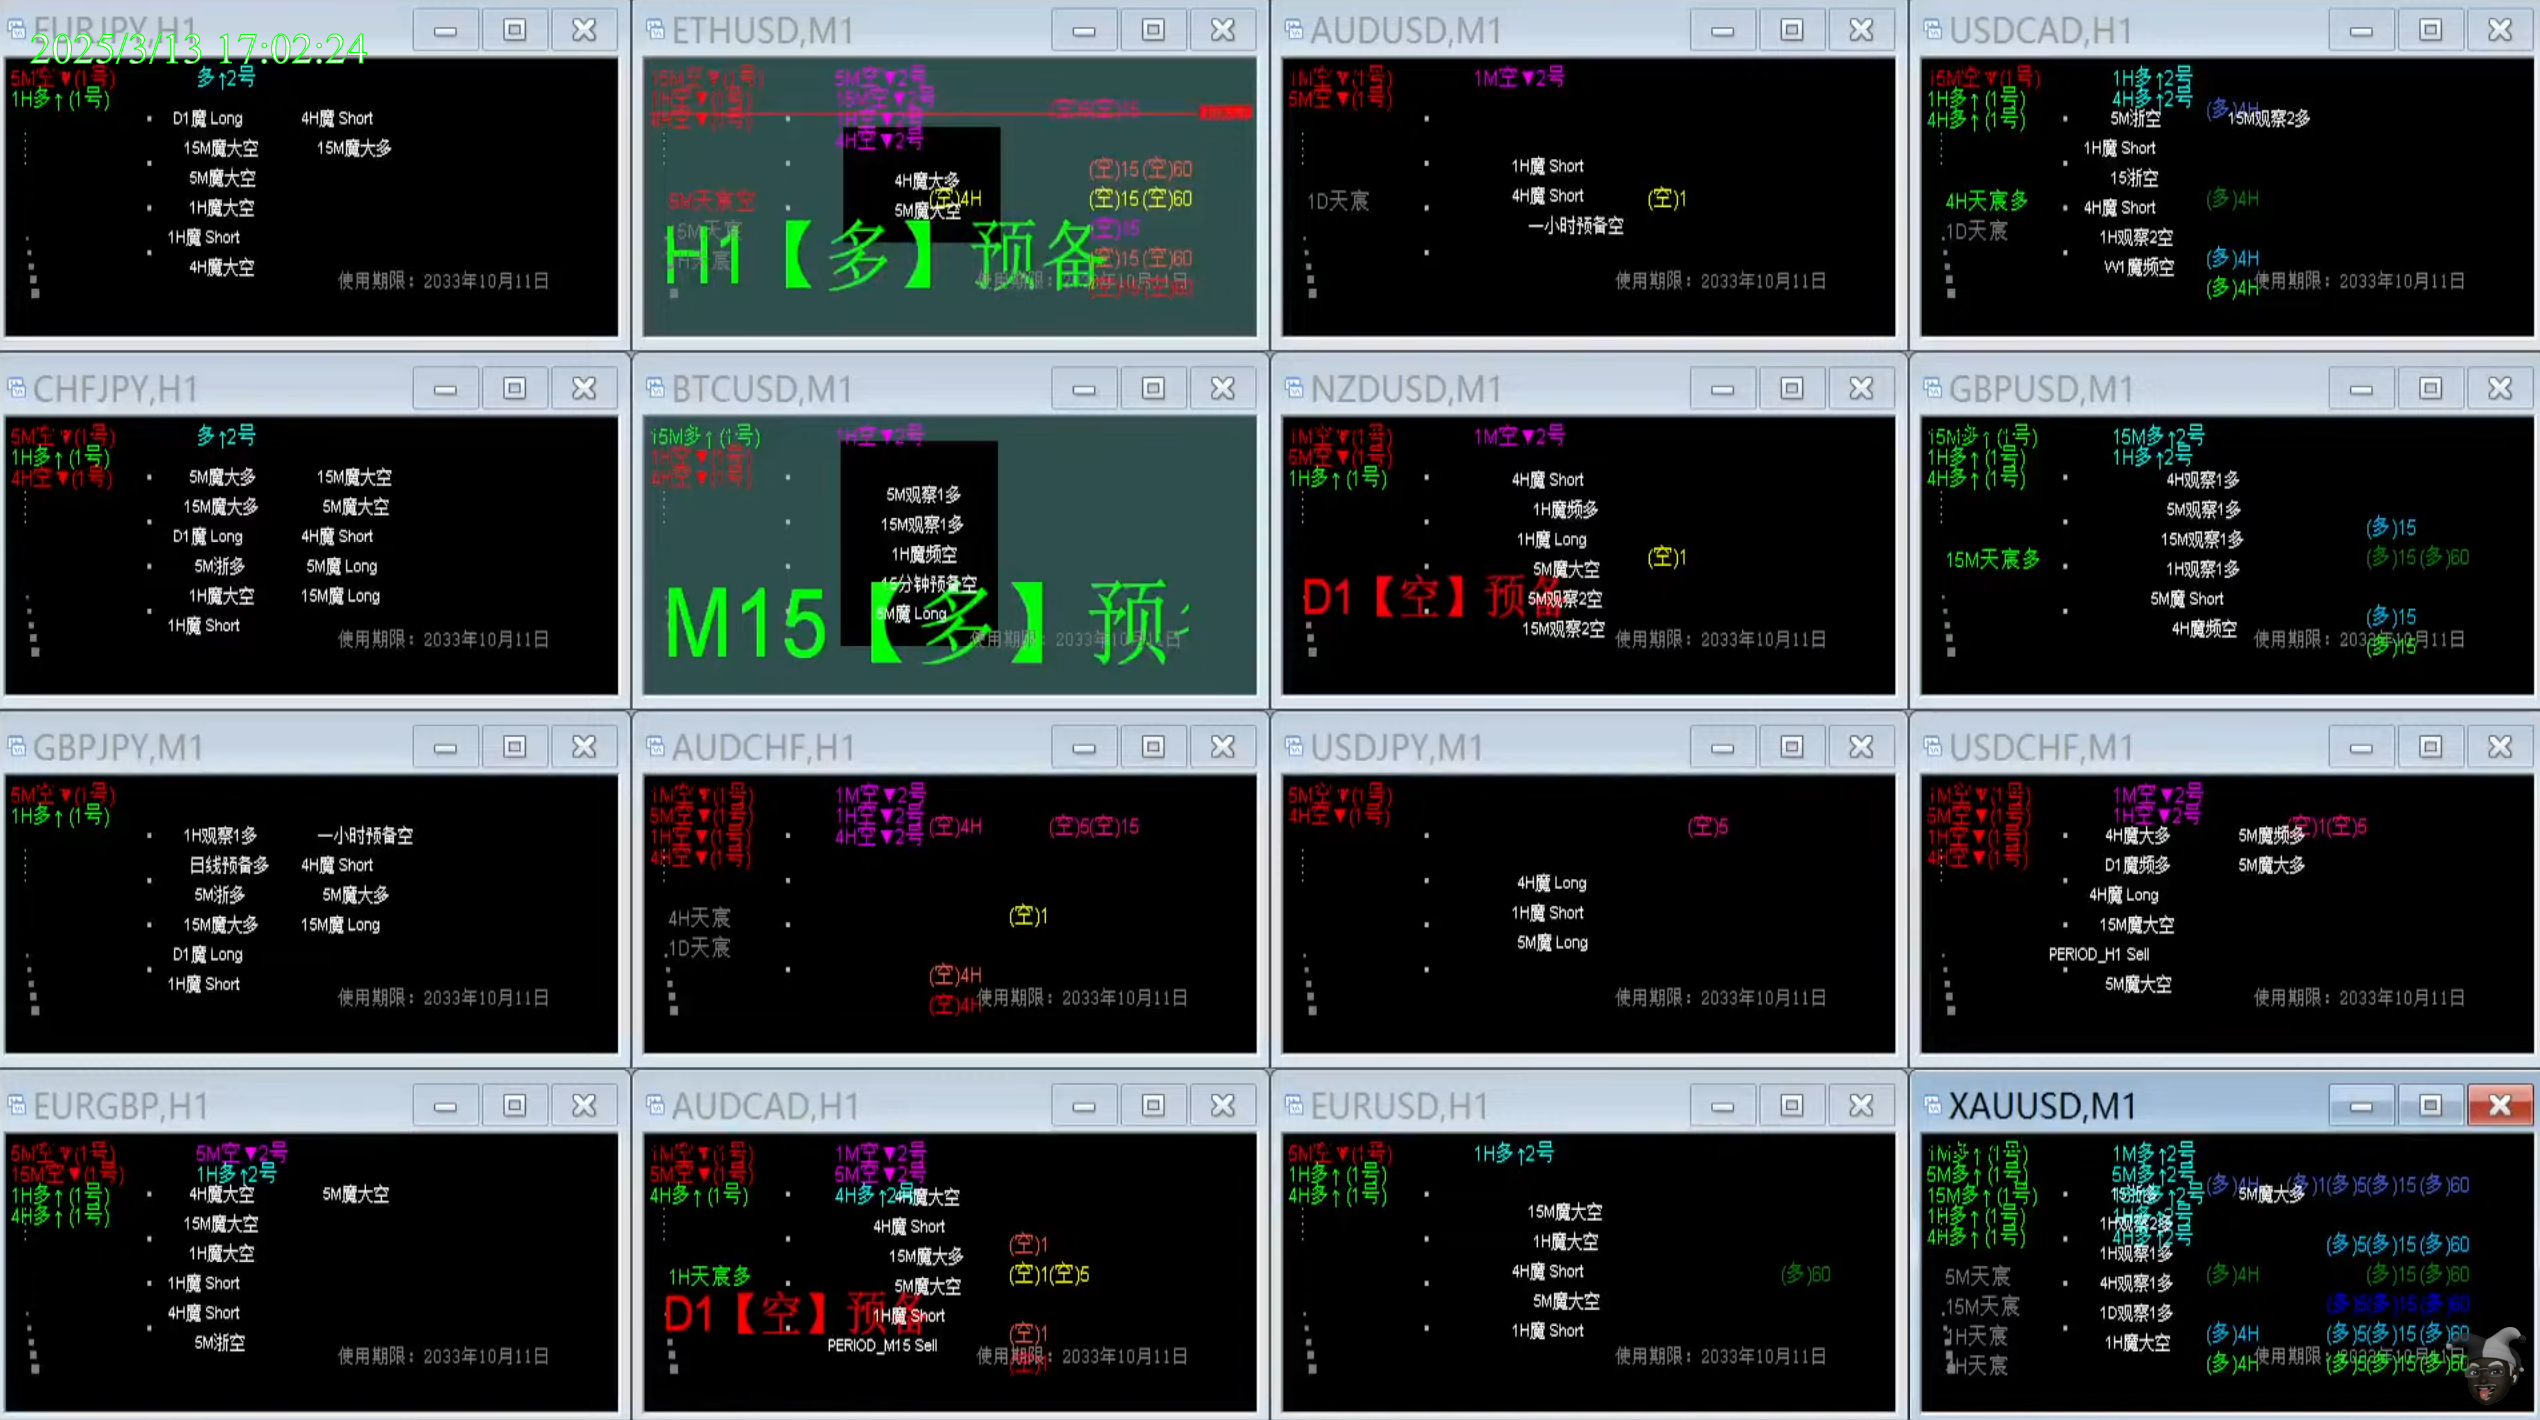 2025/3/13 17:02:24
EURJPY,H1
5M空▼(1号)
多↑2号
1H多↑(1号)
D1魔 Long 4H魔 Short
15M魔大空 15M魔大多
5M魔大空
1H魔大空
1H魔 Short
4H魔大空
使用期限：2033年10月11日
ETHUSD,M1
15M空▼(1号)
5M空▼2号
1H空▼(1号)
15M空▼2号
4H空▼(1号)
1H空▼2号
4H空▼2号
(空)5(空)15
(空)15(空)60
4H魔大多
(空)4H
(空)15(空)60
5M天宸空
5M魔大空
(空)15
H1【多】预备
(空)15(空)60
AUDUSD,M1
1M空▼(1号)
1M空▼2号
5M空▼(1号)
1H魔 Short
1D天宸
4H魔 Short
(空)1
一小时预备空
使用期限：2033年10月11日
USDCAD,H1
15M空▼(1号)
1H多↑2号
1H多↑(1号)
4H多↑2号
4H多↑(1号)
(多)4H
5M浙空
15M观察2多
1H魔 Short
15浙空
4H天宸多
(多)4H
4H魔 Short
1D天宸
1H观察2空
(多)4H
W1魔频空
(多)4H
使用期限：2033年10月11日
CHFJPY,H1
5M空▼(1号)
多↑2号
1H多↑(1号)
4H空▼(1号)
5M魔大多 15M魔大空
15M魔大多 5M魔大空
D1魔 Long 4H魔 Short
5M浙多 5M魔 Long
1H魔大空 15M魔 Long
1H魔 Short
使用期限：2033年10月11日
BTCUSD,M1
15M多↑(1号)
1H空▼2号
1H空▼(1号)
4H空▼(1号)
5M观察1多
15M观察1多
1H魔频空
15分钟预备空
5M魔 Long
M15【多】预
使用期限：2033年10月11日
NZDUSD,M1
1M空▼(1号)
1M空▼2号
5M空▼(1号)
1H多↑(1号)
4H魔 Short
1H魔频多
1H魔 Long
(空)1
5M魔大空
D1【空】预备
5M观察2空
15M观察2空
使用期限：2033年10月11日
GBPUSD,M1
15M多↑(1号)
15M多↑2号
1H多↑(1号)
1H多↑2号
4H多↑(1号)
4H观察1多
5M观察1多
(多)15
15M观察1多
15M天宸多
(多)15(多)60
1H观察1多
5M魔 Short
(多)15
4H魔频空
使用期限：2033年10月11日
(多)15
GBPJPY,M1
5M空▼(1号)
1H多↑(1号)
1H观察1多 一小时预备空
日线预备多 4H魔 Short
5M浙多 5M魔大多
15M魔大多 15M魔 Long
D1魔 Long
1H魔 Short
使用期限：2033年10月11日
AUDCHF,H1
1M空▼(1号)
1M空▼2号
5M空▼(1号)
1H空▼2号
1H空▼(1号)
4H空▼2号
4H空▼(1号)
(空)4H
(空)5(空)15
4H天宸
(空)1
1D天宸
(空)4H
(空)4H
使用期限：2033年10月11日
USDJPY,M1
5M空▼(1号)
4H空▼(1号)
(空)5
4H魔 Long
1H魔 Short
5M魔 Long
使用期限：2033年10月11日
USDCHF,M1
1M空▼(1号)
1M空▼2号
5M空▼(1号)
1H空▼2号
1H空▼(1号)
4H空▼(1号)
(空)1(空)5
4H魔大多 5M魔频多
D1魔频多 5M魔大多
4H魔 Long
15M魔大空
PERIOD_H1 Sell
5M魔大空
使用期限：2033年10月11日
EURGBP,H1
5M空▼(1号)
5M空▼2号
15M空▼(1号)
1H多↑2号
1H多↑(1号)
4H多↑(1号)
4H魔大空 5M魔大空
15M魔大空
1H魔大空
1H魔 Short
4H魔 Short
5M浙空
使用期限：2033年10月11日
AUDCAD,H1
1M空▼(1号)
1M空▼2号
5M空▼(1号)
5M空▼2号
4H多↑(1号)
4H多↑2号
4H魔大空
4H魔 Short
(空)1
15M魔大多
1H天宸多
(空)1(空)5
5M魔大空
D1【空】预备
1H魔 Short
(空)1
PERIOD_M15 Sell
使用期限：2033年10月11日
(空)1
EURUSD,H1
5M空▼(1号)
1H多↑2号
1H多↑(1号)
4H多↑(1号)
15M魔大空
1H魔大空
4H魔 Short
(多)60
5M魔大空
1H魔 Short
使用期限：2033年10月11日
XAUUSD,M1
1M多↑(1号)
1M多↑2号
5M多↑(1号)
5M多↑2号
15M多↑(1号)
15M多↑2号
1H多↑(1号)
1H多↑2号
4H多↑(1号)
4H多↑2号
(多)4H
(多)1(多)5(多)15(多)60
5M魔大多
1H观察2多
1H观察1多
(多)5(多)15(多)60
5M天宸
4H观察1多
(多)4H
(多)15(多)60
15M天宸
1D观察1多
(多)5(多)15(多)60
1H天宸
1H魔大空
(多)4H
(多)5(多)15(多)60
4H天宸
(多)4H
(多)5(多)15(多)60